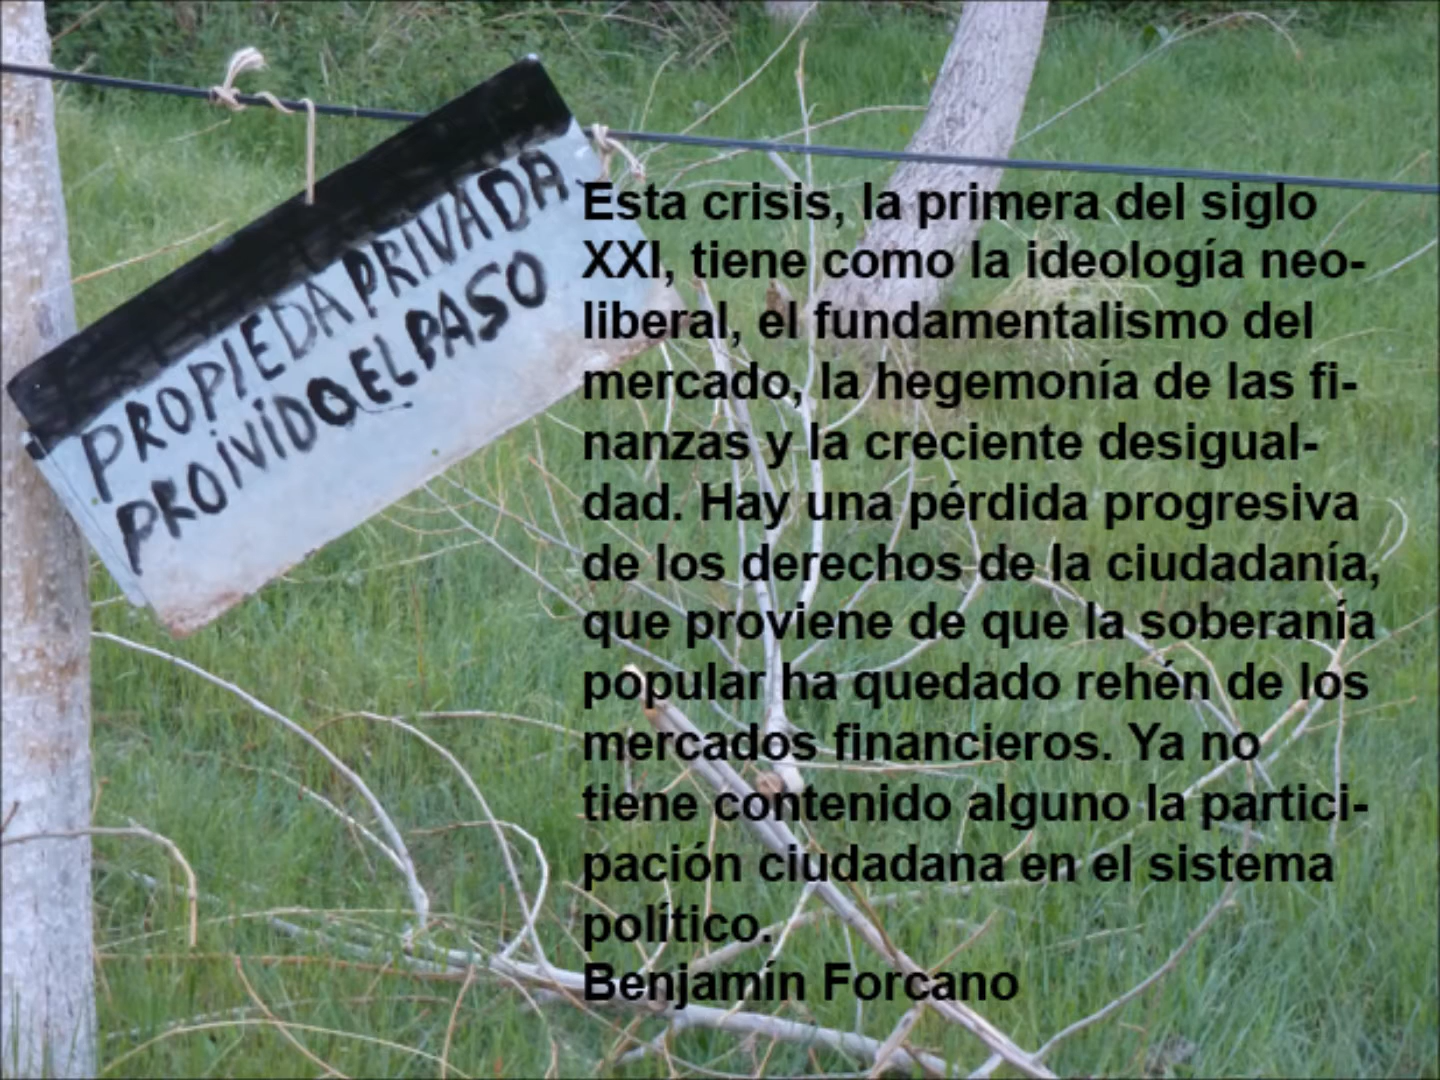 PROPIEDA PRIVADA
PROIVIDO EL PASO
Esta crisis, la primera del siglo
XXI, tiene como la ideología neo-
liberal, el fundamentalismo del
mercado, la hegemonía de las fi-
nanzas y la creciente desigual-
dad. Hay una pérdida progresiva
de los derechos de la ciudadanía,
que proviene de que la soberanía
popular ha quedado rehén de los
mercados financieros. Ya no
tiene contenido alguno la partici-
pación ciudadana en el sistema
político.
Benjamín Forcano